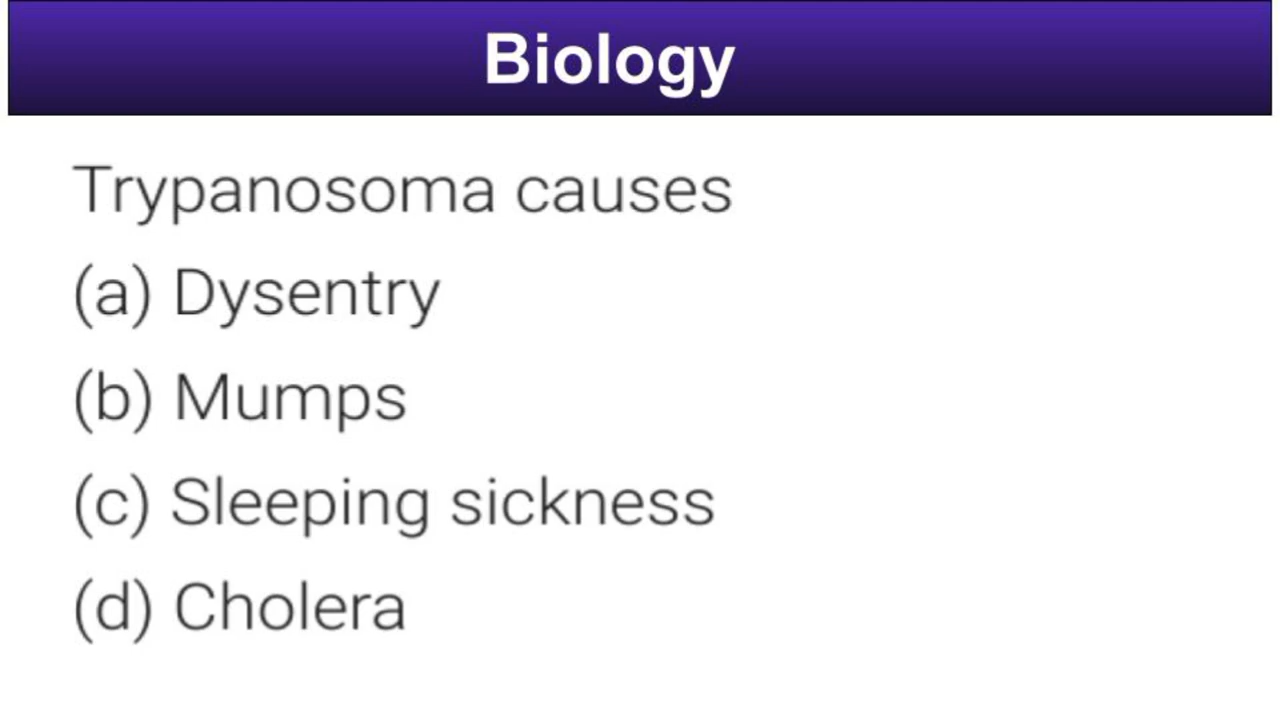 Biology
Trypanosoma causes
(a) Dysentry
(b) Mumps
(c) Sleeping sickness
(d) Cholera